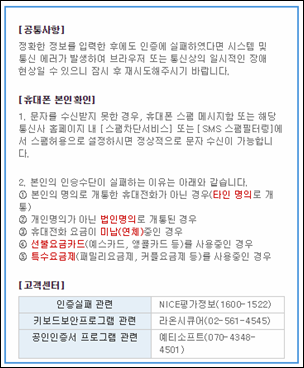 [공통사항]
정확한 정보를 입력한 후에도 인증에 실패하였다면 시스템 및
통신 에러가 발생하여 브라우저 또는 통신상의 일시적인 장애
현상일 수 있으니 잠시 후 재시도해주시기 바랍니다.
[휴대폰 본인확인]
1. 문자를 수신받지 못한 경우, 휴대폰 스팸 메시지함 또는 해당
통신사 홈페이지 내 [스팸차단서비스] 또는 [SMS 스팸필터링]에
서 스팸허용으로 설정하시면 정상적으로 문자 수신이 가능합니
다.
2. 본인의 인승수단이 실패하는 이유는 아래와 같습니다.
① 본인의 명의로 개통한 휴대전화가 아닌 경우(타인 명의로 개
통)
② 개인명의가 아닌 법인명의로 개통된 경우
③ 휴대전화 요금이 미납(연체)중인 경우
④ 선불요금카드(예스카드, 앵콜카드 등)를 사용중인 경우
⑤ 특수요금제(패밀리요금제, 커플요금제 등)를 사용중인 경우
[고객센터]
인증실패 관련 NICE평가정보(1600-1522)
키보드보안프로그램 관련 라온시큐어(02-561-4545)
공인인증서 프로그램 관련 예티소프트(070-4348-
4501)